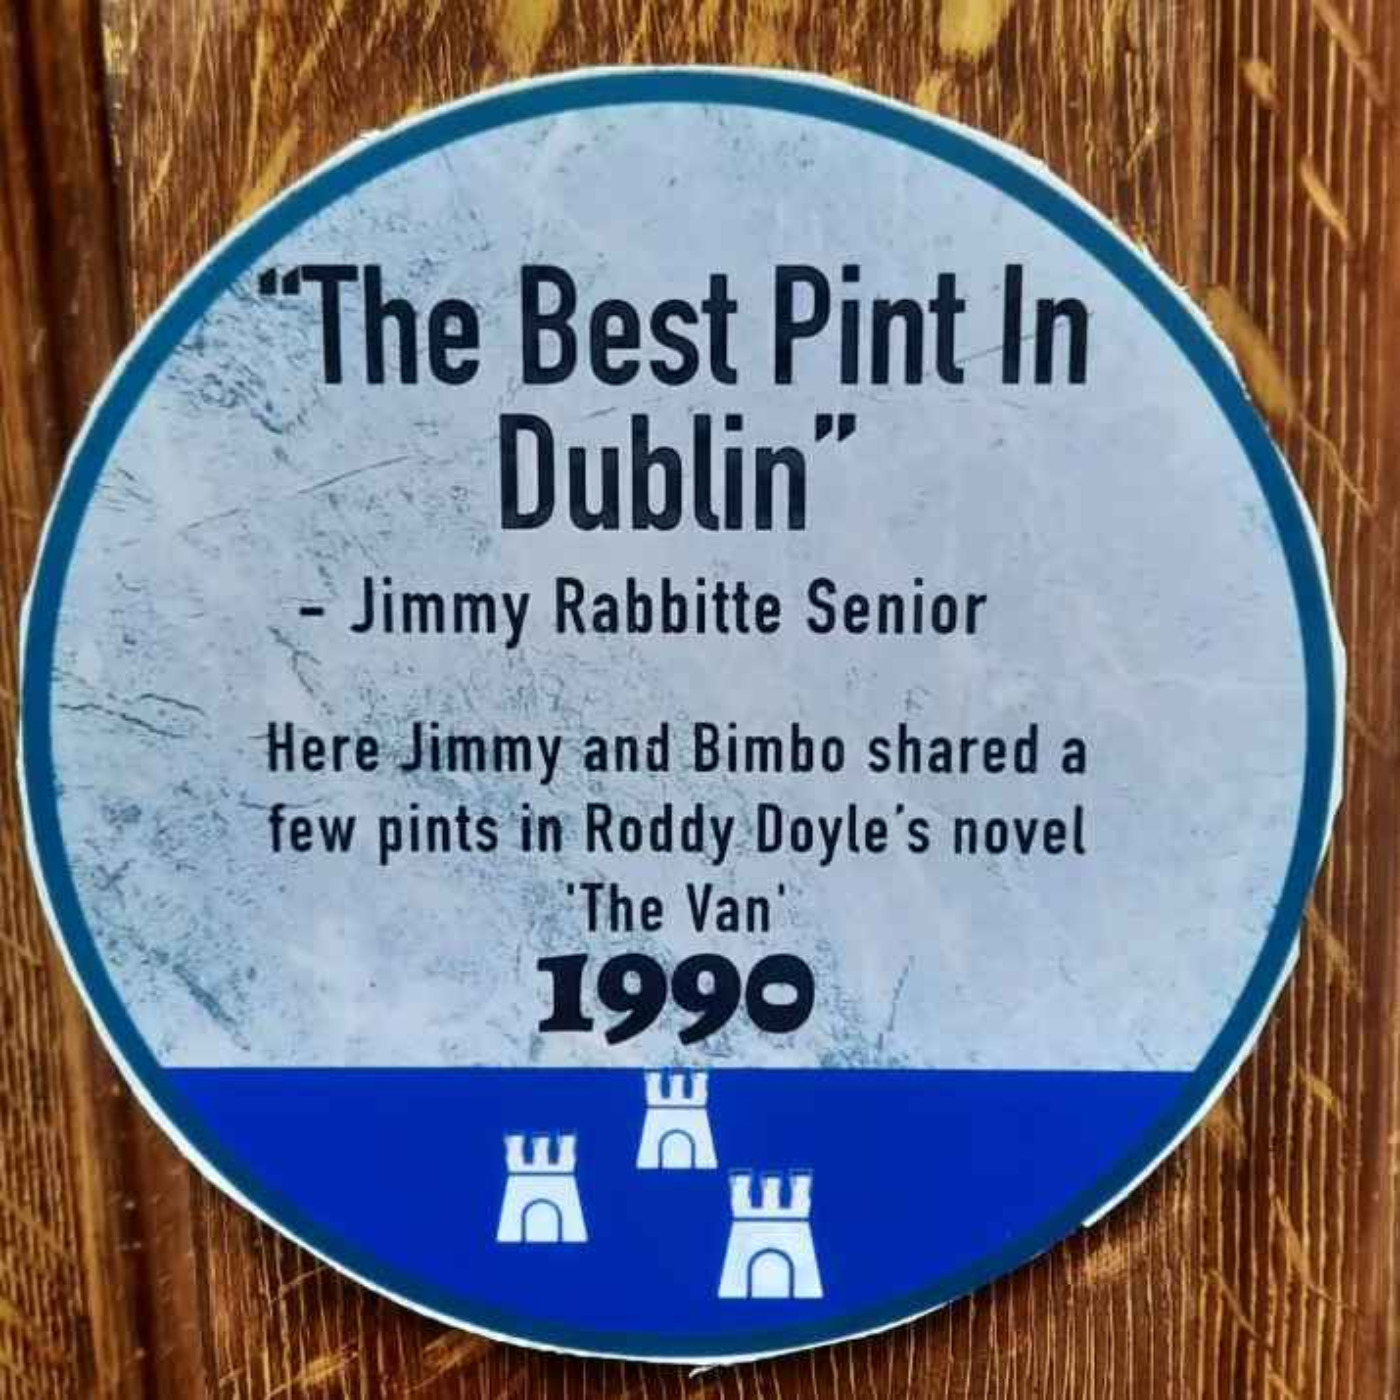 “The Best Pint In
Dublin”
- Jimmy Rabbitte Senior
Here Jimmy and Bimbo shared a
few pints in Roddy Doyle's novel
'The Van'
1990